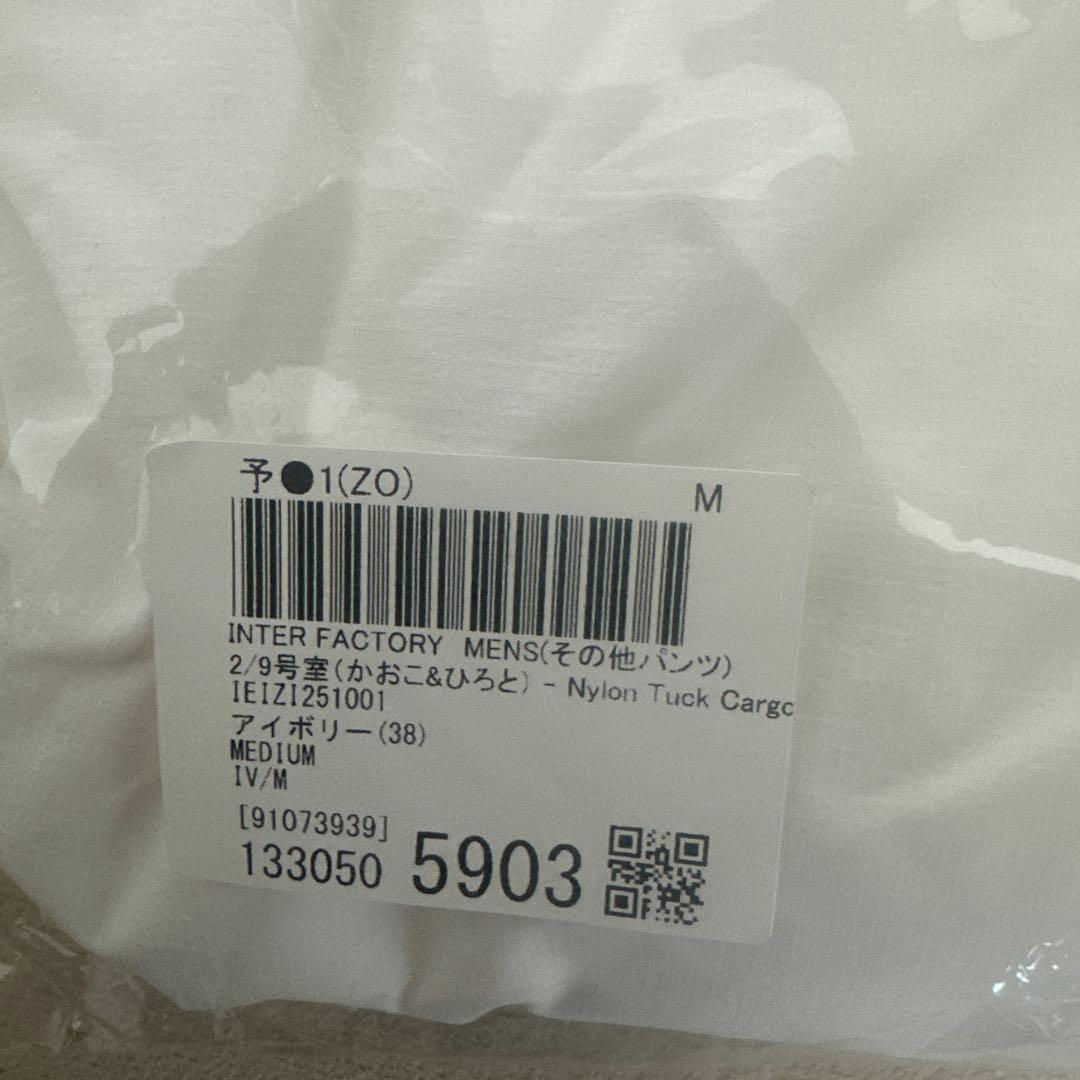 予●1(ZO) M
INTER FACTORY MENS(その他パンツ)
2/9号室(かおこ&ひろと) - Nylon Tuck Cargo
IEIZI251001
アイボリー(38)
MEDIUM
IV/M
[91073939]
133050 5903